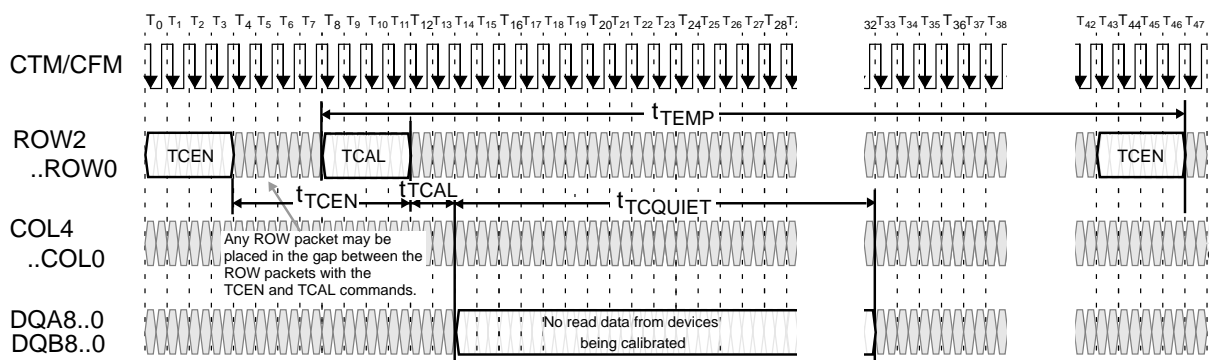 T0 T1 T2 T3 T4 T5 T6 T7 T8 T9 T10 T11 T12 T13 T14 T15 T16 T17 T18 T19 T20 T21 T22 T23 T24 T25 T26 T27 T28 T 32 T33 T34 T35 T36 T37 T38 T42 T43 T44 T45 T46 T47
CTM/CFM
tTEMP
ROW2
..ROW0
TCEN TCAL TCEN
tTCEN tTCAL tTCQUIET
COL4
..COL0
Any ROW packet may be
placed in the gap between the
ROW packets with the
TCEN and TCAL commands.
DQA8..0
DQB8..0
No read data from devices
being calibrated